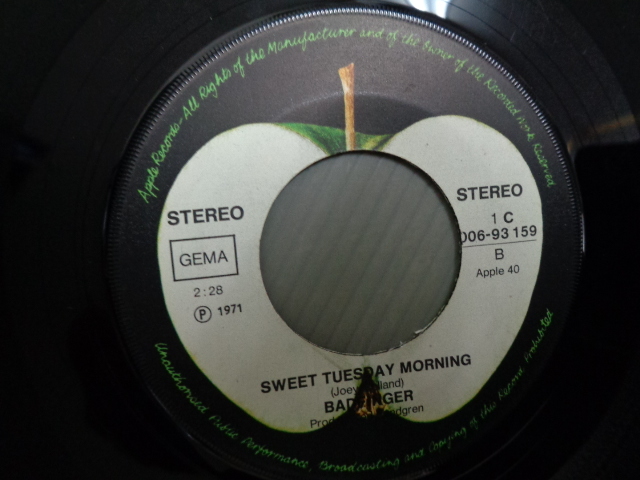 Apple Records—All Rights of the Manufacturer and of the Owner of the Recorded Work Reserved
STEREO
GEMA
2:28
Ⓟ 1971
STEREO
1 C
006-93 159
B
Apple 40
SWEET TUESDAY MORNING
BADFINGER
Unauthorised Public Performance, Broadcasting and Copying of this Record Prohibited